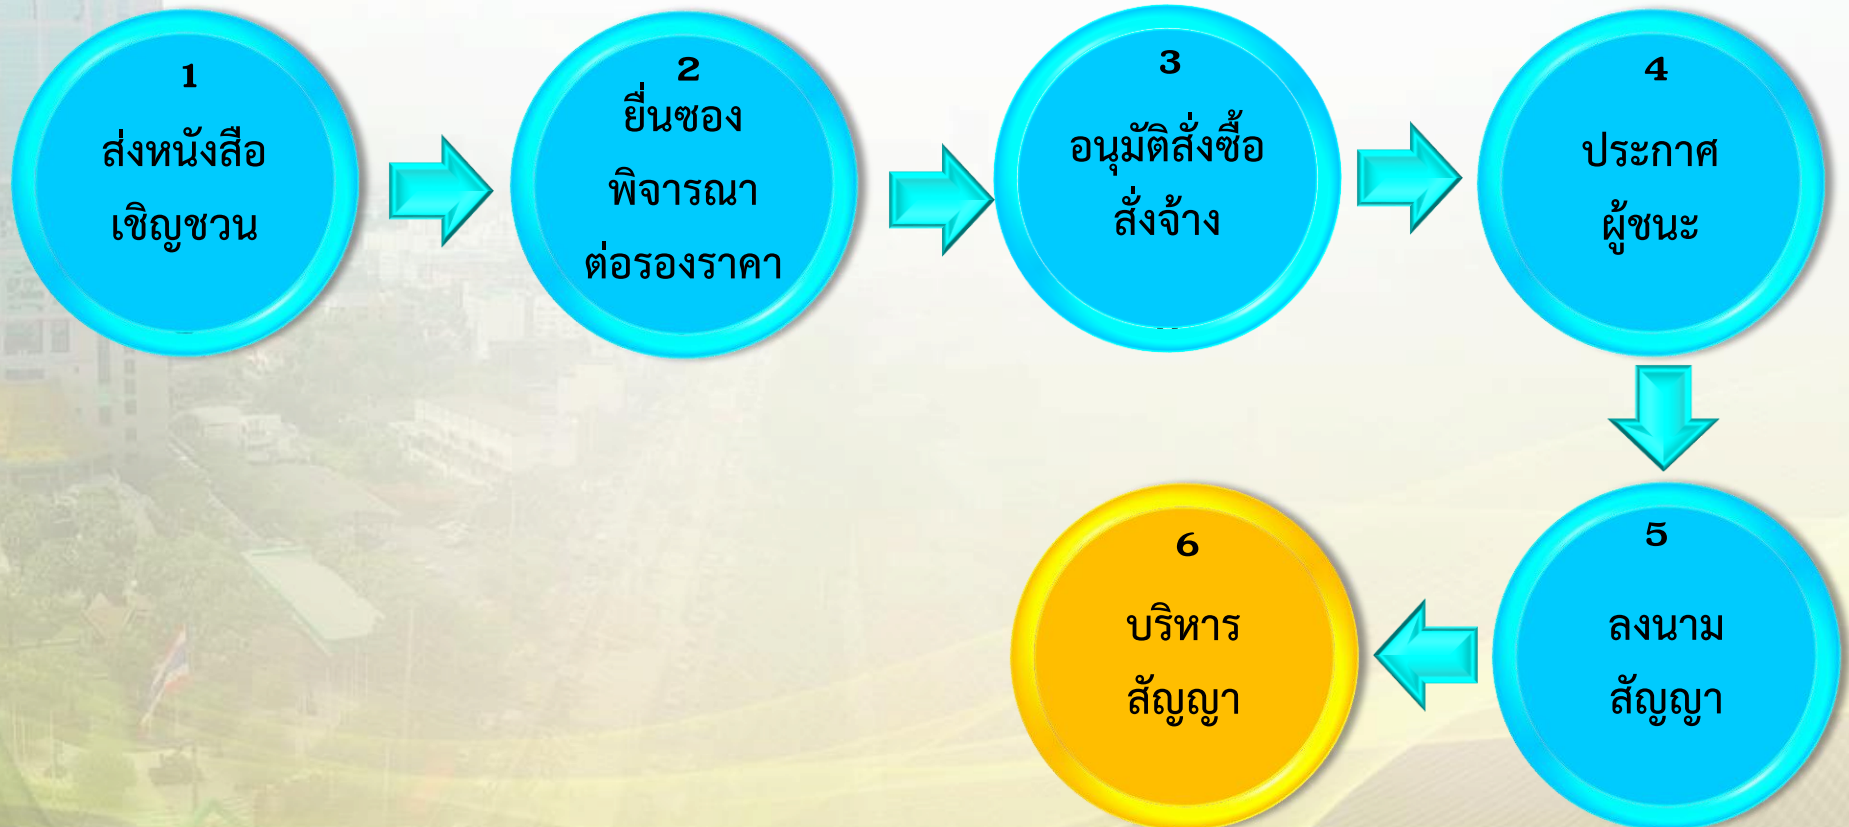 1
ส่งหนังสือ
เชิญชวน
2
ยื่นซอง
พิจารณา
ต่อรองราคา
3
อนุมัติสั่งซื้อ
สั่งจ้าง
4
ประกาศ
ผู้ชนะ
5
ลงนาม
สัญญา
6
บริหาร
สัญญา